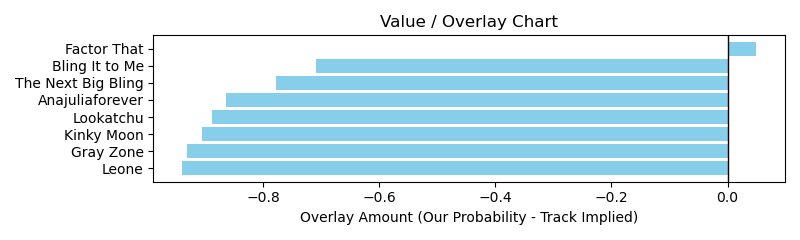 Value / Overlay Chart
Factor That
Bling It to Me
The Next Big Bling
Anajuliaforever
Lookatchu
Kinky Moon
Gray Zone
Leone
−0.8 −0.6 −0.4 −0.2 0.0
Overlay Amount (Our Probability - Track Implied)